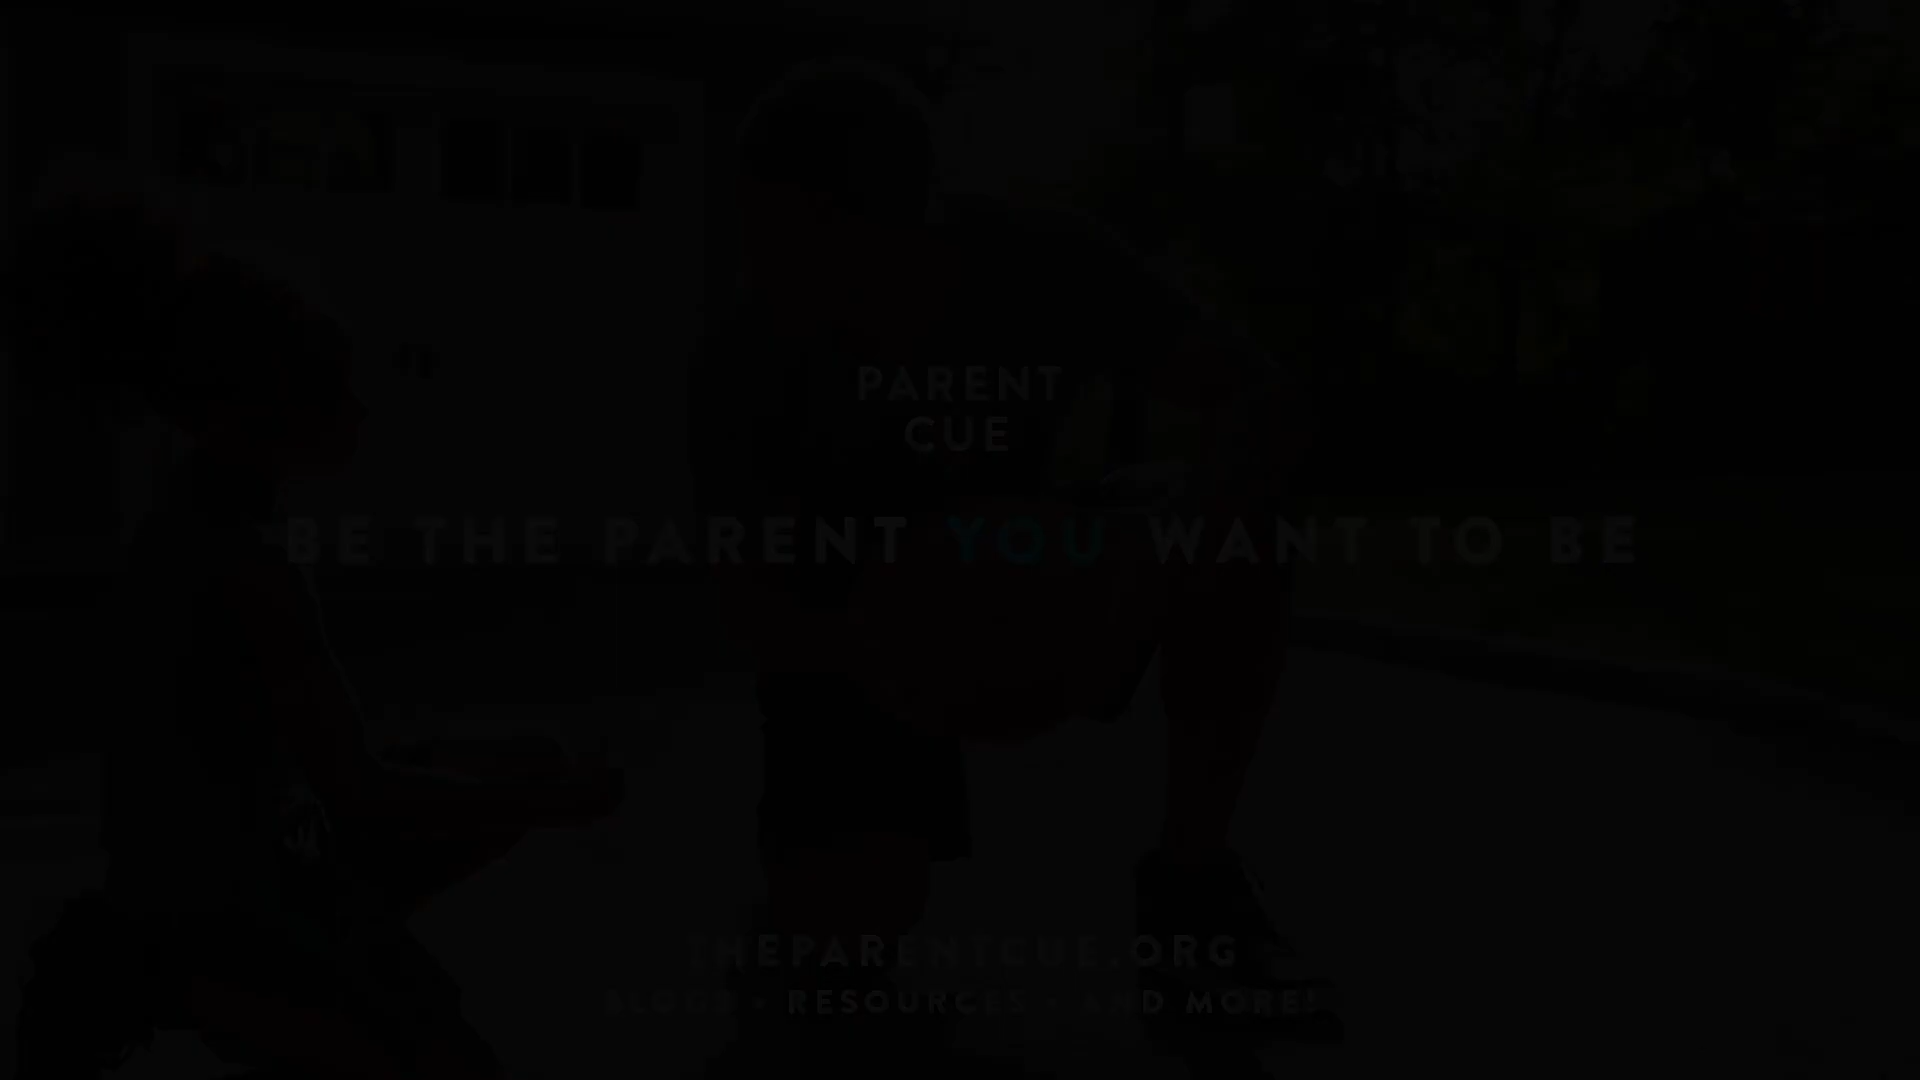 PARENT
CUE
BE THE PARENT YOU WANT TO BE
THEPARENTCUE.ORG
BLOGS • RESOURCES • AND MORE!